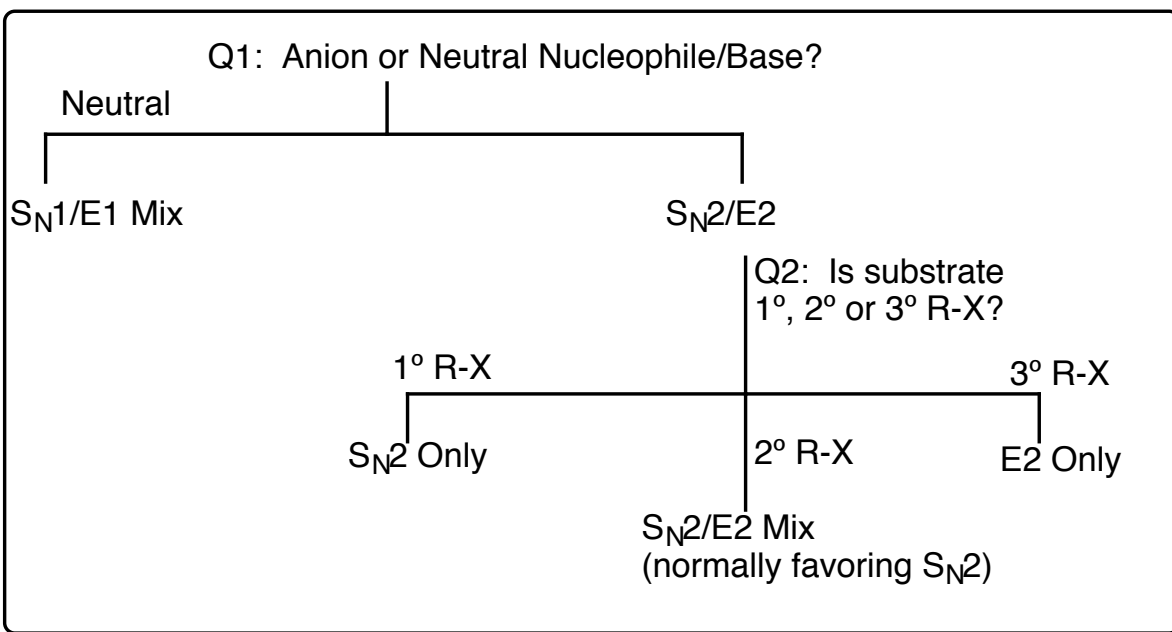 Q1: Anion or Neutral Nucleophile/Base?
Neutral
SN1/E1 Mix
SN2/E2
Q2: Is substrate
1º, 2º or 3º R-X?
1º R-X
3º R-X
SN2 Only
2º R-X
E2 Only
SN2/E2 Mix
(normally favoring SN2)